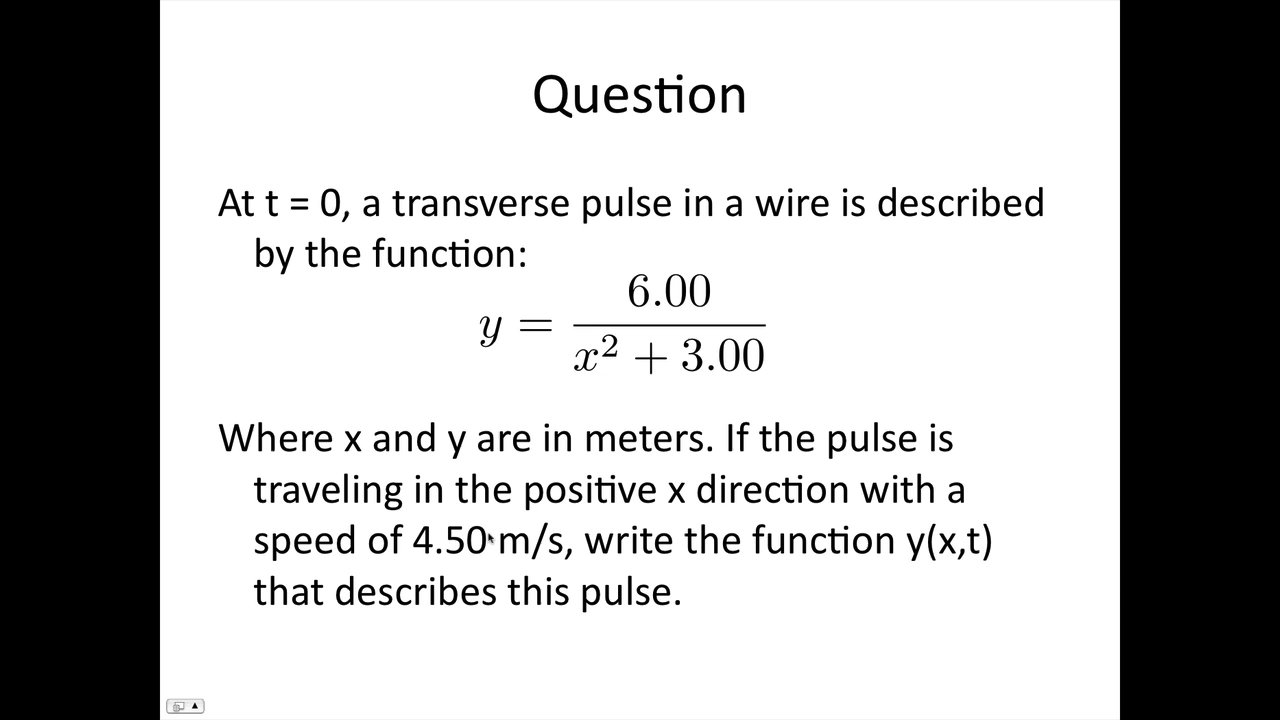 Question
At t = 0, a transverse pulse in a wire is described
by the function:
y = 6.00 / (x² + 3.00)
Where x and y are in meters. If the pulse is
traveling in the positive x direction with a
speed of 4.50 m/s, write the function y(x,t)
that describes this pulse.